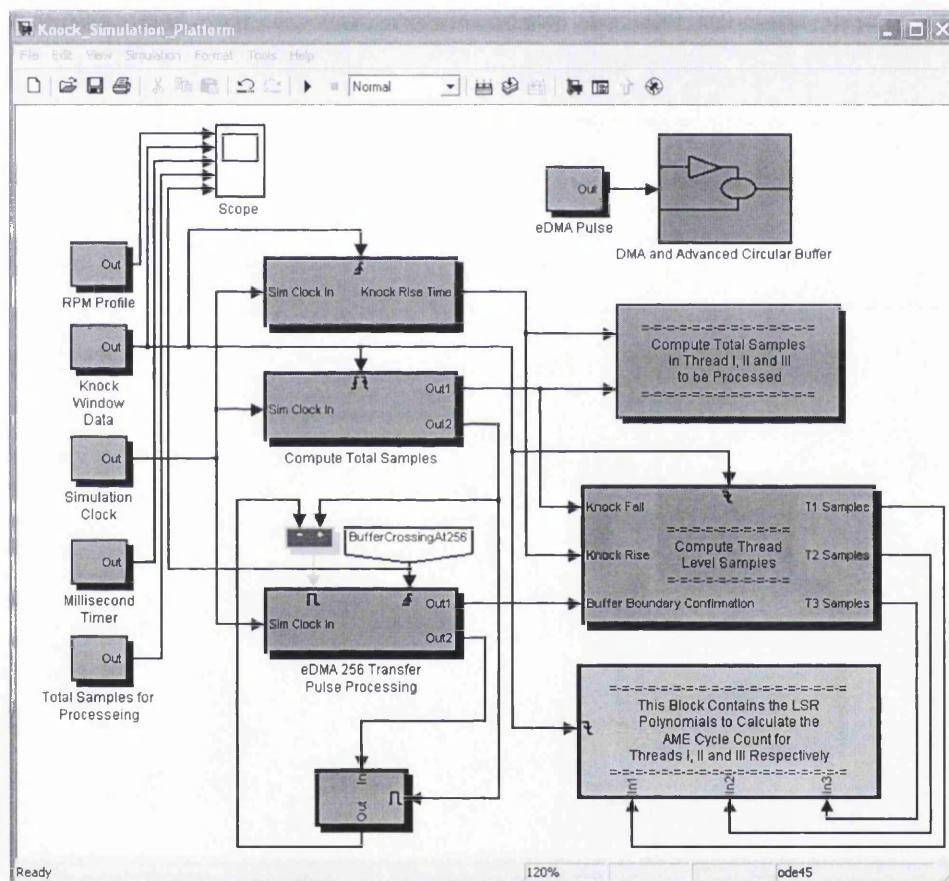 Knock_Simulation_Platform
File Edit View Simulation Format Tools Help
Normal
Scope
Out
eDMA Pulse
DMA and Advanced Circular Buffer
Out
RPM Profile
Sim Clock In
Knock Rise Time
=-=-=-=-=-=-=-=-=-=
Compute Total Samples
in Thread I, II and III
to be Processed
=-=-=-=-=-=-=-=-=-=
Out
Knock
Window
Data
Sim Clock In
Out1
Out2
Compute Total Samples
Out
Simulation
Clock
Knock Fall
Knock Rise
Buffer Boundary Confirmation
=-=-=-=-=-=-=
Compute Thread
Level Samples
=-=-=-=-=-=-=
T1 Samples
T2 Samples
T3 Samples
BufferCrossingAt256
Out
Millisecond
Timer
Sim Clock In
Out1
Out2
eDMA 256 Transfer
Pulse Processing
Out
Total Samples for
Processeing
=-=-=-=-=-=-=-=-=-=-=-=-=
This Block Contains the LSR
Polynomials to Calculate the
AME Cycle Count for
Threads I, II and III Respectively
=-=-=-=-=-=-=-=-=-=-=-=-=
In1
In2
In3
In
Out
Ready
120%
ode45